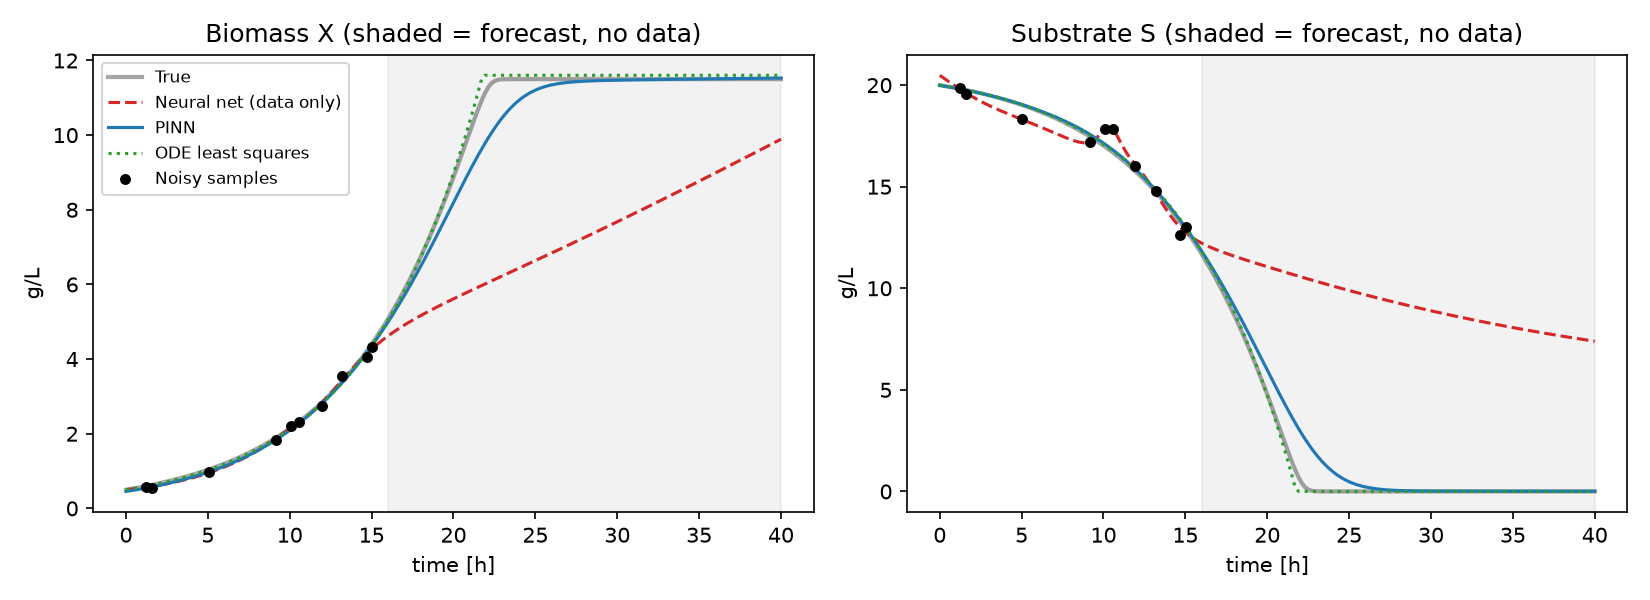 Biomass X (shaded = forecast, no data)
12
10
8
6
4
2
0
g/L
True
Neural net (data only)
PINN
ODE least squares
Noisy samples
0 5 10 15 20 25 30 35 40
time [h]
Substrate S (shaded = forecast, no data)
20
15
10
5
0
g/L
0 5 10 15 20 25 30 35 40
time [h]